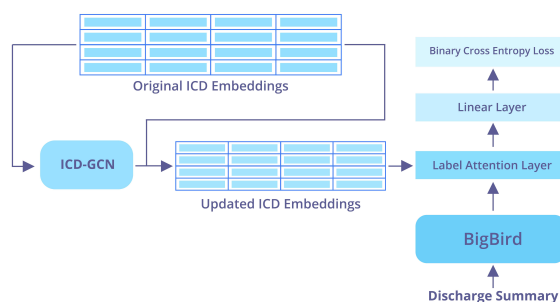 Original ICD Embeddings
ICD-GCN
Updated ICD Embeddings
Binary Cross Entropy Loss
Linear Layer
Label Attention Layer
BigBird
Discharge Summary